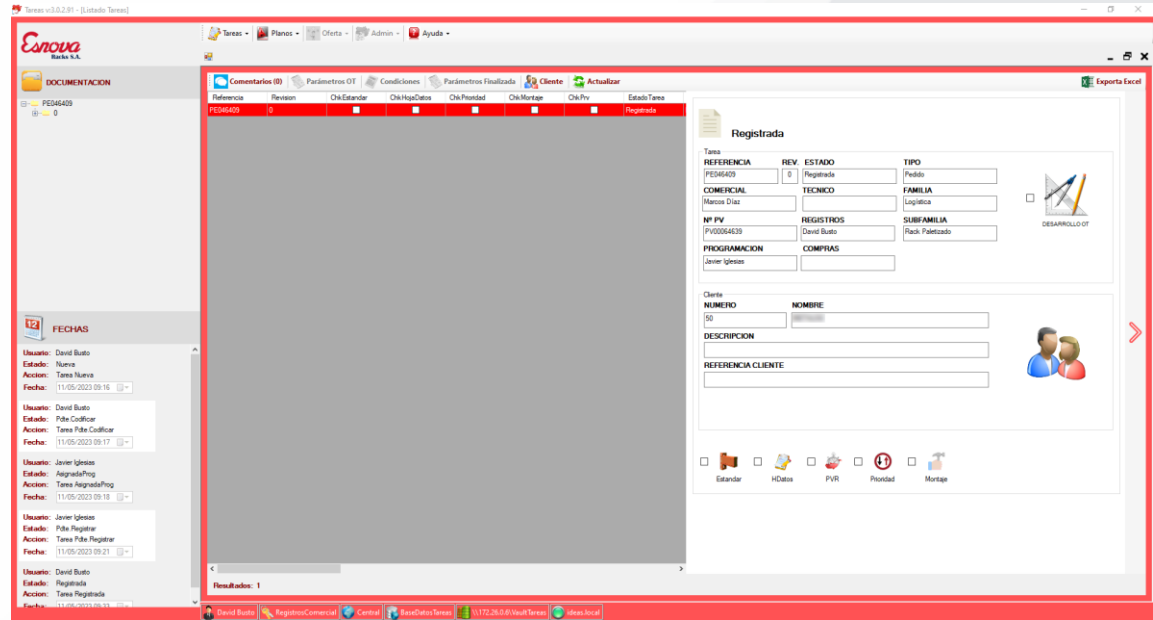 Tareas v:3.0.2,91 - [Listado Tareas]
Esnova
Racks S.A.
Tareas Planos Oferta Admin Ayuda
DOCUMENTACION
PE046409
0
Comentarios (0) Parámetros OT Condiciones Parámetros Finalizada Cliente Actualizar Exporta Excel
Referencia Revision ChkEstandar ChkHojaDatos ChkPrioridad ChkMontaje ChkPrv EstadoTarea
PE046409 0 Registrada
Registrada
Tarea
REFERENCIA REV. ESTADO TIPO
PE046409 0 Registrada Pedido
COMERCIAL TECNICO FAMILIA
Marcos Díaz Logística
Nº PV REGISTROS SUBFAMILIA
PV00064639 David Busto Rack Paletizado
DESARROLLO OT
PROGRAMACION COMPRAS
Javier Iglesias
Cliente
NUMERO NOMBRE
50
DESCRIPCION
REFERENCIA CLIENTE
Estandar HDatos PVR Prioridad Montaje
12
FECHAS
Usuario: David Busto
Estado: Nueva
Accion: Tarea Nueva
Fecha: 11/05/2023 09:16
Usuario: David Busto
Estado: Pdte.Codificar
Accion: Tarea Pdte.Codificar
Fecha: 11/05/2023 09:17
Usuario: Javier Iglesias
Estado: AsignadaProg
Accion: Tarea AsignadaProg
Fecha: 11/05/2023 09:18
Usuario: Javier Iglesias
Estado: Pdte.Registrar
Accion: Tarea Pdte.Registrar
Fecha: 11/05/2023 09:21
Usuario: David Busto
Estado: Registrada
Accion: Tarea Registrada
Fecha: 11/05/2023 09:33
Resultados: 1
David Busto RegistrosComercial Central BaseDatosTareas \\172.26.0.6\VaultTareas ideas.local